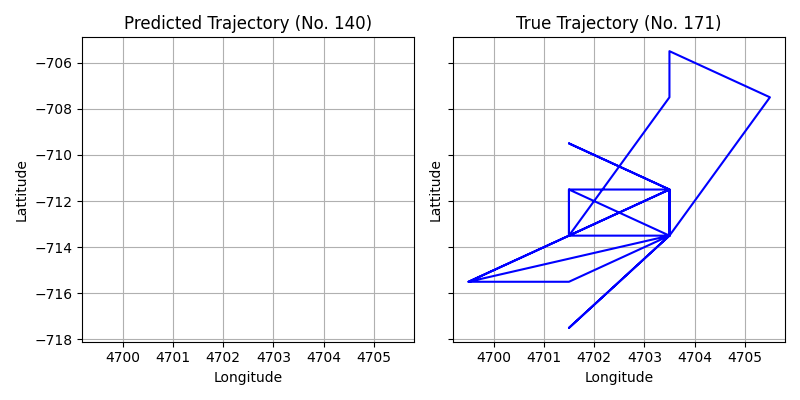 Predicted Trajectory (No. 140)
True Trajectory (No. 171)
−706
−708
−710
−712
−714
−716
−718
Lattitude
Lattitude
4700 4701 4702 4703 4704 4705
4700 4701 4702 4703 4704 4705
Longitude
Longitude